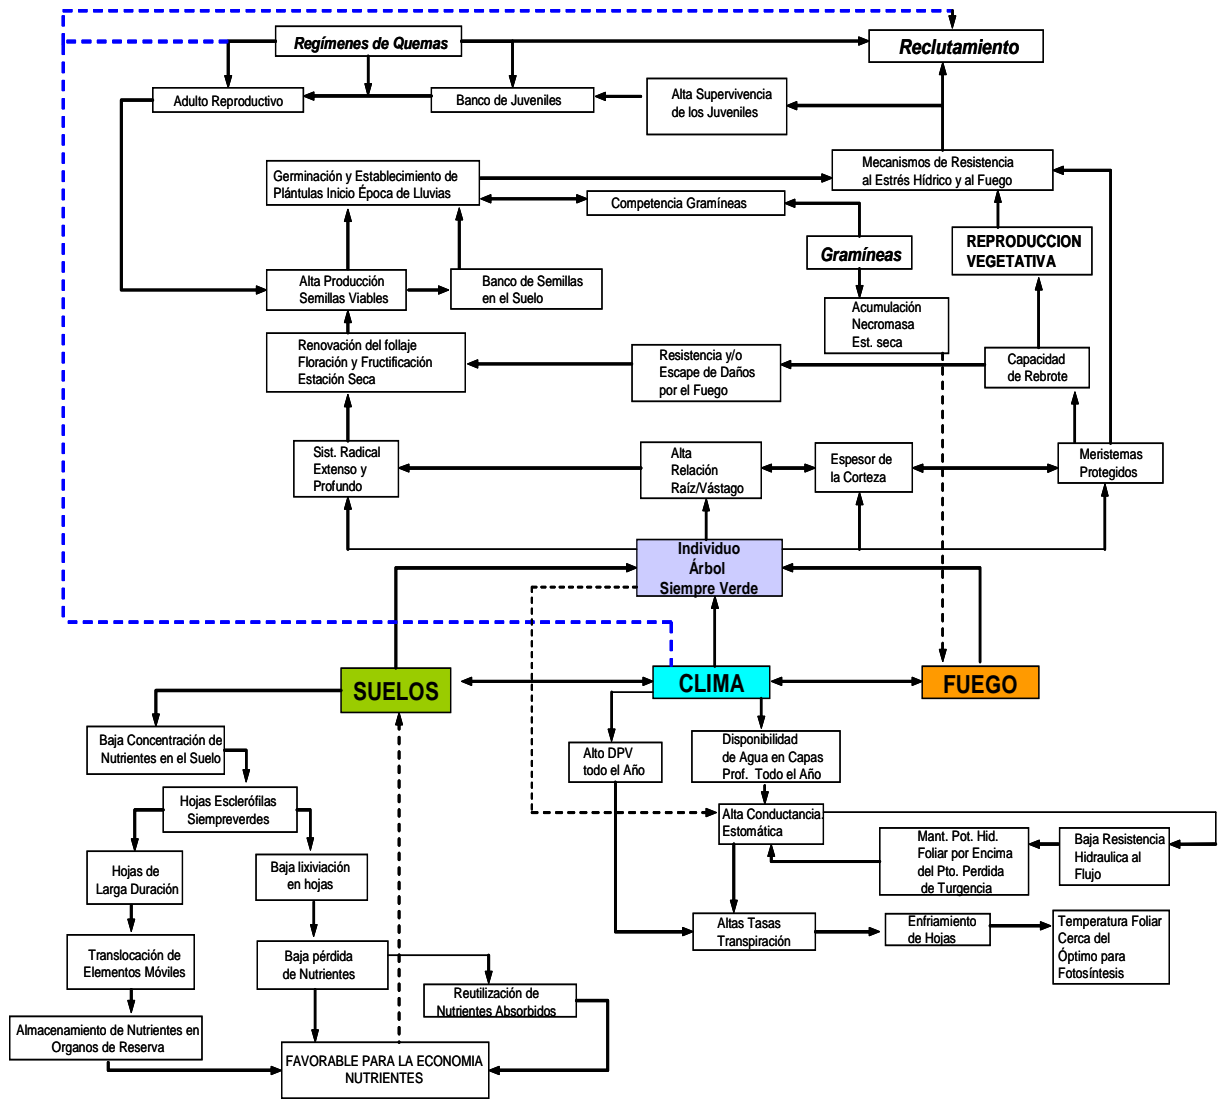 Regímenes de Quemas
Reclutamiento
Adulto Reproductivo
Banco de Juveniles
Alta Supervivencia
de los Juveniles
Germinación y Establecimiento de
Plántulas Inicio Época de Lluvias
Mecanismos de Resistencia
al Estrés Hídrico y al Fuego
Competencia Gramíneas
Gramíneas
REPRODUCCION
VEGETATIVA
Alta Producción
Semillas Viables
Banco de Semillas
en el Suelo
Acumulación
Necromasa
Est. seca
Renovación del follaje
Floración y Fructificación
Estación Seca
Resistencia y/o
Escape de Daños
por el Fuego
Capacidad
de Rebrote
Sist. Radical
Extenso y
Profundo
Alta
Relación
Raíz/Vástago
Espesor de
la Corteza
Meristemas
Protegidos
Individuo
Árbol
Siempre Verde
SUELOS
CLIMA
FUEGO
Baja Concentración de
Nutrientes en el Suelo
Alto DPV
todo el Año
Disponibilidad
de Agua en Capas
Prof. Todo el Año
Hojas Esclerófilas
Siempreverdes
Alta Conductancia
Estomática
Mant. Pot. Hid.
Foliar por Encima
del Pto. Perdida
de Turgencia
Baja Resistencia
Hidraulica al
Flujo
Hojas de
Larga Duración
Baja lixiviación
en hojas
Altas Tasas
Transpiración
Enfriamiento
de Hojas
Temperatura Foliar
Cerca del
Óptimo para
Fotosíntesis
Translocación de
Elementos Móviles
Baja pérdida
de Nutrientes
Reutilización de
Nutrientes Absorbidos
Almacenamiento de Nutrientes en
Organos de Reserva
FAVORABLE PARA LA ECONOMIA
NUTRIENTES